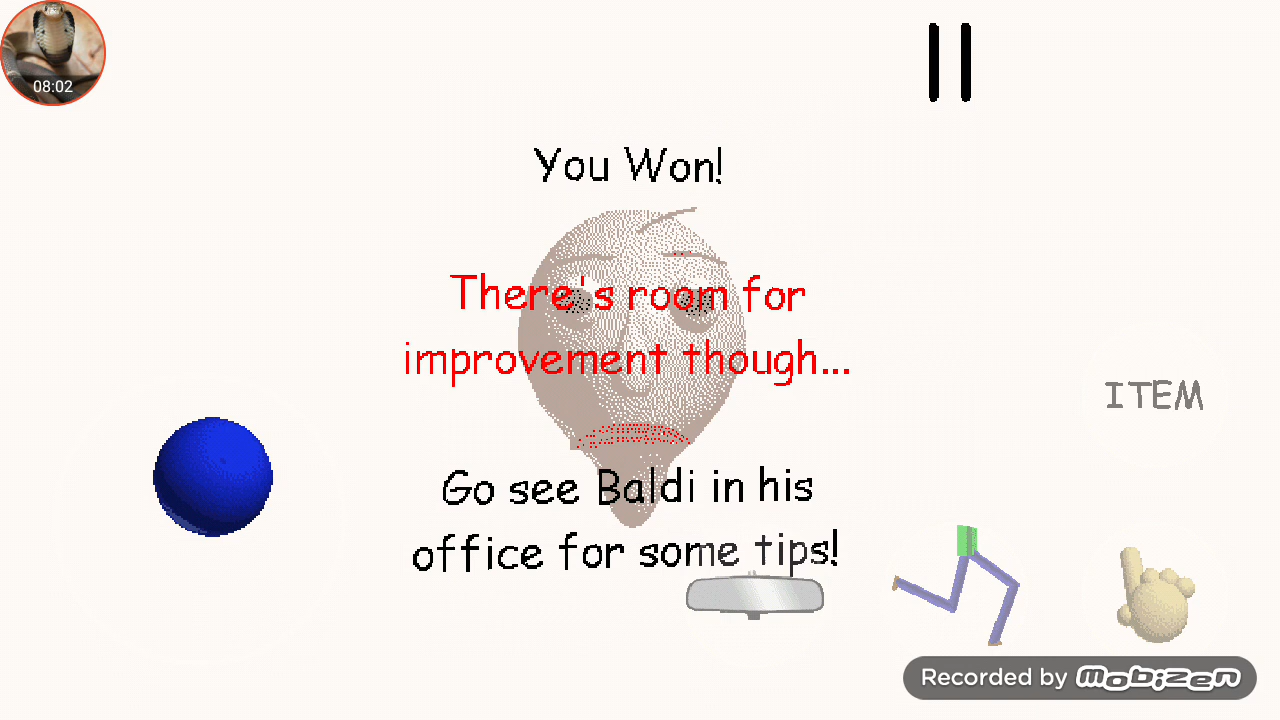 08:02
You Won!
There's room for
improvement though...
ITEM
Go see Baldi in his
office for some tips!
Recorded by mobizen